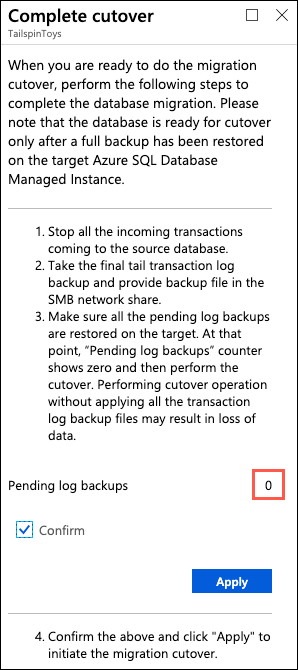 Complete cutover
TailspinToys
When you are ready to do the migration
cutover, perform the following steps to
complete the database migration. Please
note that the database is ready for cutover
only after a full backup has been restored
on the target Azure SQL Database
Managed Instance.
1. Stop all the incoming transactions
coming to the source database.
2. Take the final tail transaction log
backup and provide backup file in the
SMB network share.
3. Make sure all the pending log backups
are restored on the target. At that
point, "Pending log backups" counter
shows zero and then perform the
cutover. Performing cutover operation
without applying all the transaction
log backup files may result in loss of
data.
Pending log backups 0
Confirm
Apply
4. Confirm the above and click "Apply" to
initiate the migration cutover.